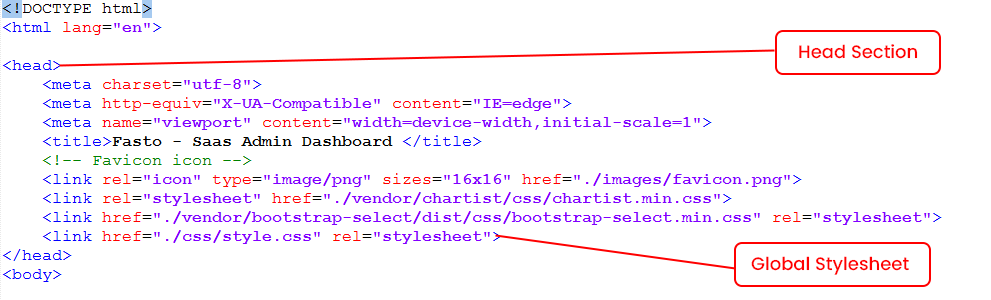 <!DOCTYPE html>
<html lang="en">
Head Section
<head>
<meta charset="utf-8">
<meta http-equiv="X-UA-Compatible" content="IE=edge">
<meta name="viewport" content="width=device-width,initial-scale=1">
<title>Fasto - Saas Admin Dashboard </title>
<!-- Favicon icon -->
<link rel="icon" type="image/png" sizes="16x16" href="./images/favicon.png">
<link rel="stylesheet" href="./vendor/chartist/css/chartist.min.css">
<link href="./vendor/bootstrap-select/dist/css/bootstrap-select.min.css" rel="stylesheet">
<link href="./css/style.css" rel="stylesheet">
Global Stylesheet
</head>
<body>